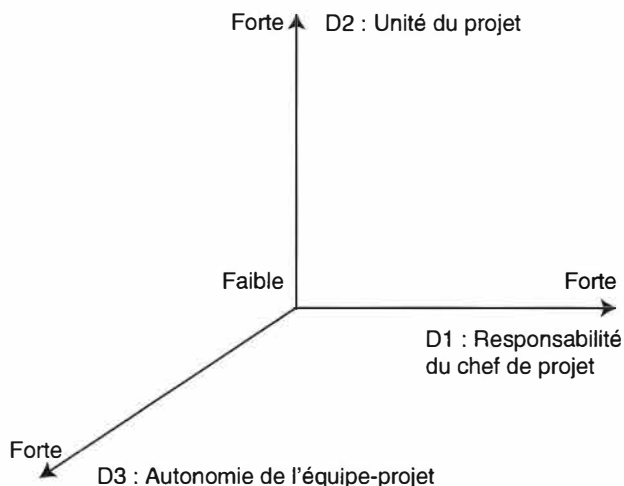 Forte D2 : Unité du projet
Faible
Forte
D1 : Responsabilité
du chef de projet
Forte
D3 : Autonomie de l'équipe-projet